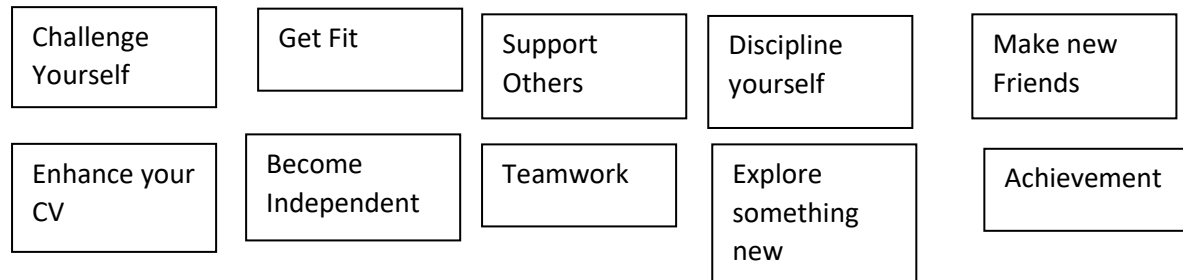 Challenge
Yourself
Get Fit
Support
Others
Discipline
yourself
Make new
Friends
Enhance your
CV
Become
Independent
Teamwork
Explore
something
new
Achievement